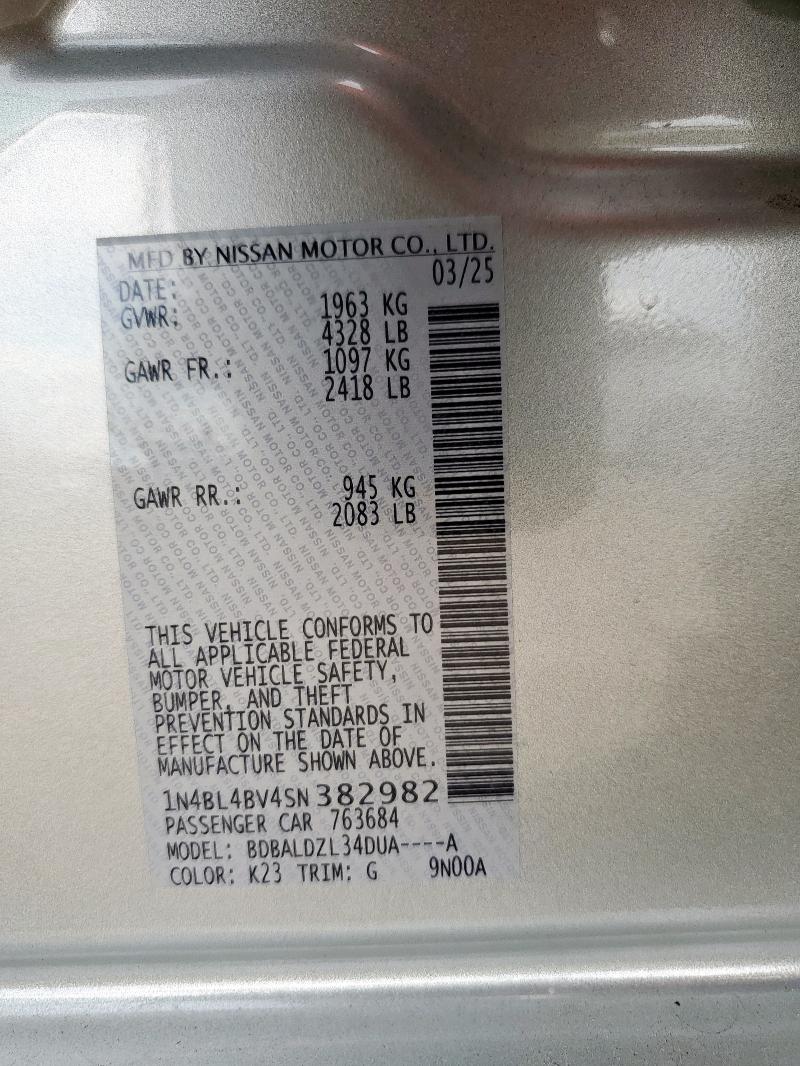 MFD BY NISSAN MOTOR CO., LTD.
DATE: 03/25
GVWR: 1963 KG
4328 LB
GAWR FR.: 1097 KG
2418 LB
GAWR RR.: 945 KG
2083 LB
THIS VEHICLE CONFORMS TO
ALL APPLICABLE FEDERAL
MOTOR VEHICLE SAFETY,
BUMPER, AND THEFT
PREVENTION STANDARDS IN
EFFECT ON THE DATE OF
MANUFACTURE SHOWN ABOVE.
1N4BL4BV4SN382982
PASSENGER CAR 763684
MODEL: BDBALDZL34DUA----A
COLOR: K23 TRIM: G 9N00A